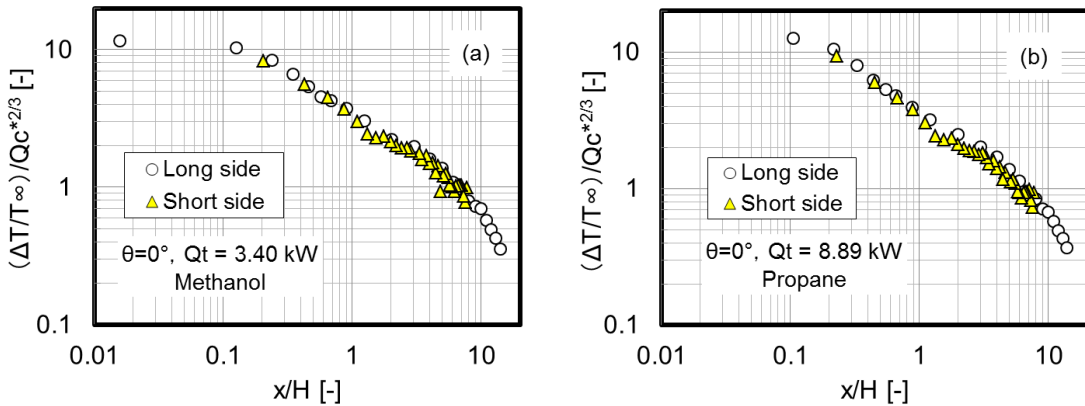 (a)
(ΔT/T∞)/Qc*2/3 [-]
10
1
0.1
Long side
Short side
θ=0°, Qt = 3.40 kW
Methanol
0.01 0.1 1 10
x/H [-]
(b)
(ΔT/T∞)/Qc*2/3 [-]
10
1
0.1
Long side
Short side
θ=0°, Qt = 8.89 kW
Propane
0.01 0.1 1 10
x/H [-]